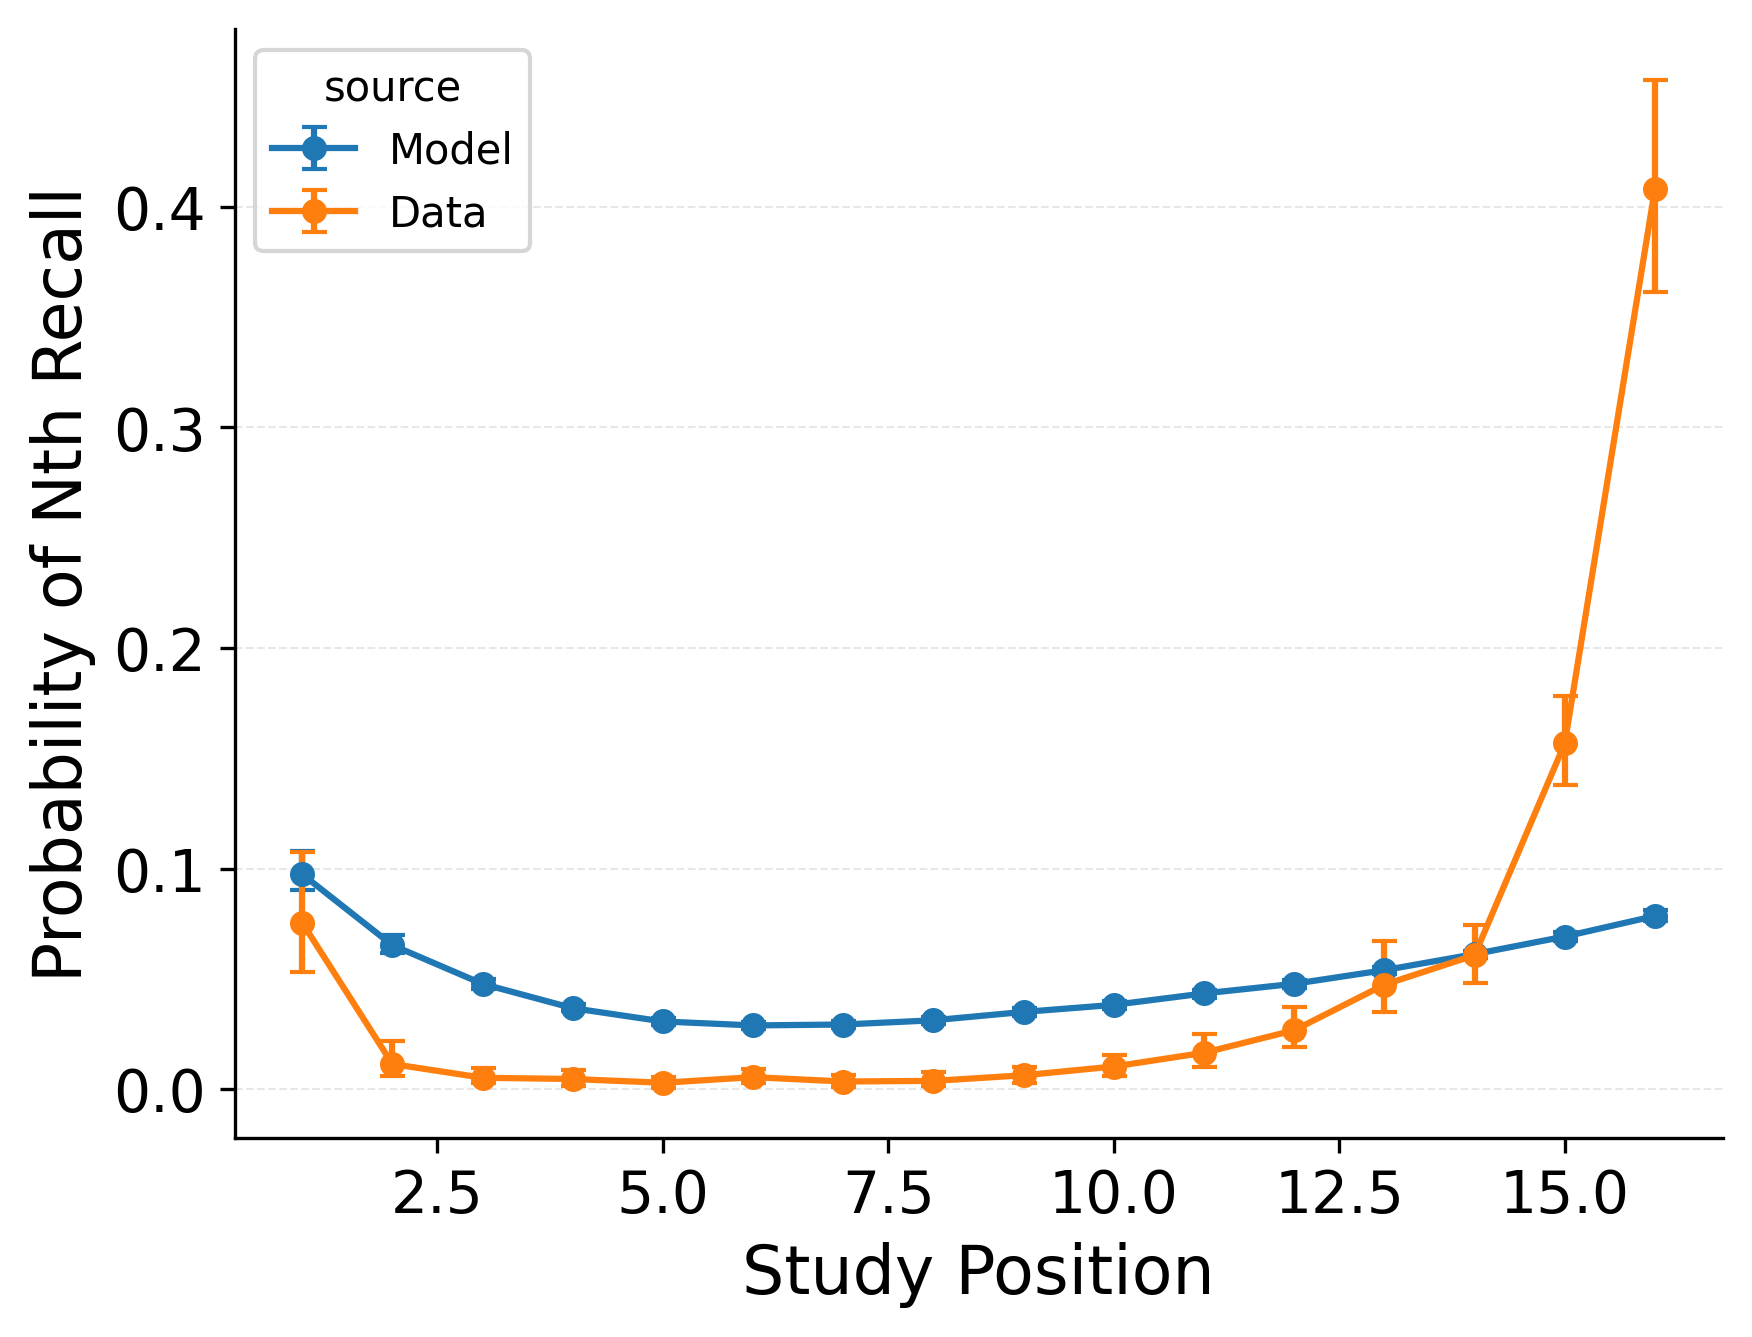 source
Model
Data
Probability of Nth Recall
0.4
0.3
0.2
0.1
0.0
2.5 5.0 7.5 10.0 12.5 15.0
Study Position